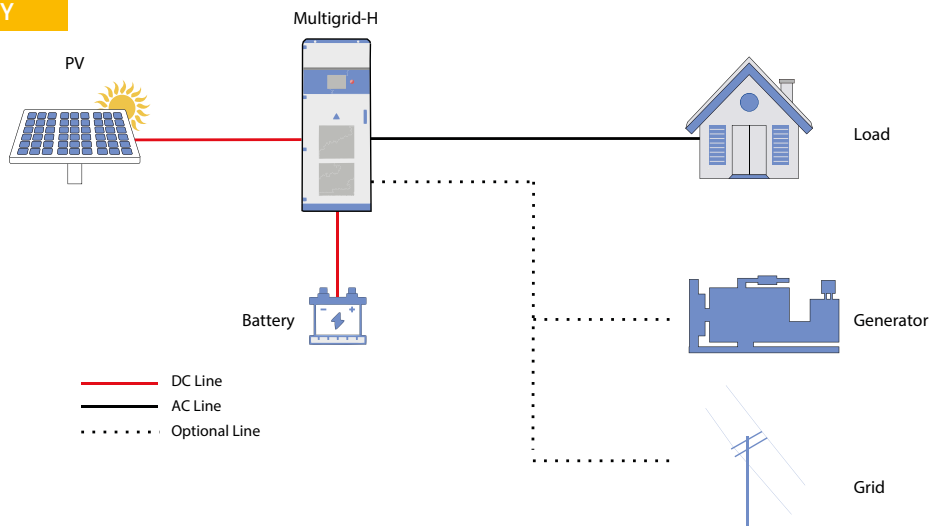 Y
Multigrid-H
PV
Load
Battery
Generator
DC Line
AC Line
Optional Line
Grid